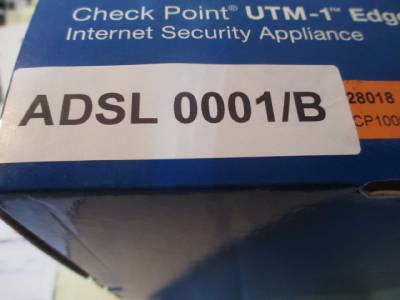 Check Point® UTM-1™ Edge
Internet Security Appliance
ADSL 0001/B
28018
CP100